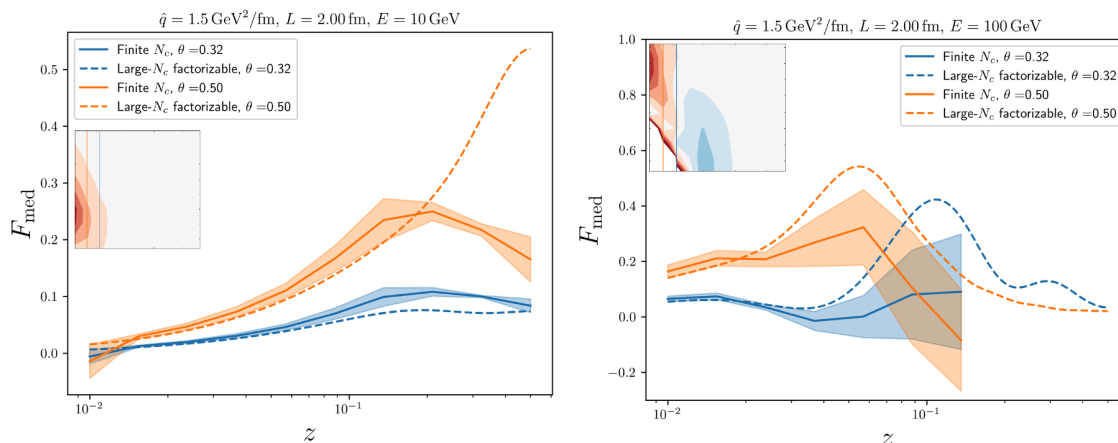 q̂ = 1.5 GeV²/fm, L = 2.00 fm, E = 10 GeV
Finite N_c, θ =0.32
Large-N_c factorizable, θ =0.32
Finite N_c, θ =0.50
Large-N_c factorizable, θ =0.50
0.5
0.4
0.3
0.2
0.1
0.0
F_med
10⁻²
10⁻¹
z
q̂ = 1.5 GeV²/fm, L = 2.00 fm, E = 100 GeV
Finite N_c, θ =0.32
Large-N_c factorizable, θ =0.32
Finite N_c, θ =0.50
Large-N_c factorizable, θ =0.50
1.0
0.8
0.6
0.4
0.2
0.0
−0.2
F_med
10⁻²
10⁻¹
z